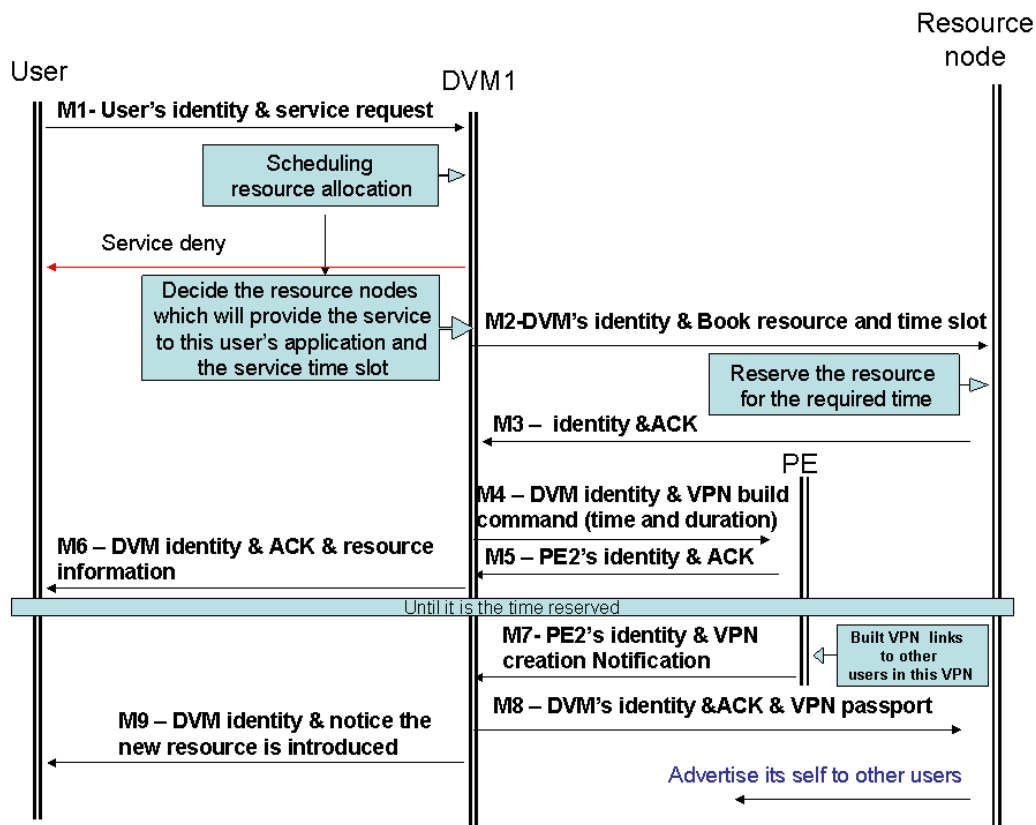 Resource
node
User
DVM1
M1- User's identity & service request
Scheduling
resource allocation
Service deny
Decide the resource nodes
which will provide the service
to this user's application and
the service time slot
M2-DVM's identity & Book resource and time slot
Reserve the resource
for the required time
M3 – identity &ACK
PE
M4 – DVM identity & VPN build
command (time and duration)
M6 – DVM identity & ACK & resource
information
M5 – PE2's identity & ACK
Until it is the time reserved
M7- PE2's identity & VPN
creation Notification
Built VPN links
to other
users in this VPN
M8 – DVM's identity &ACK & VPN passport
M9 – DVM identity & notice the
new resource is introduced
Advertise its self to other users